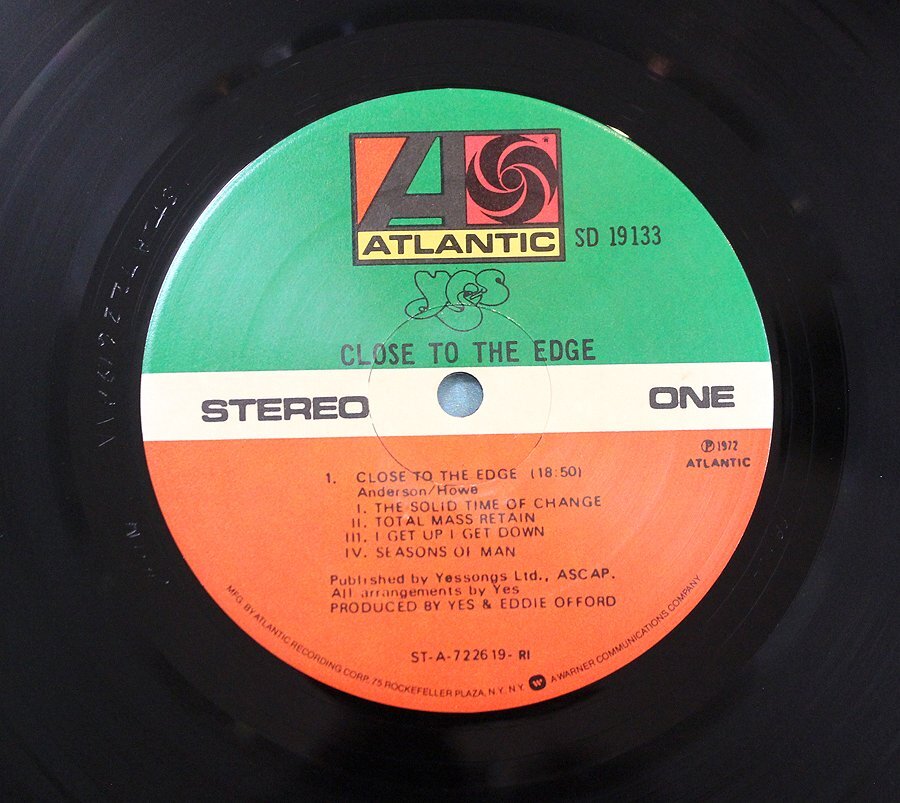 ATLANTIC
SD 19133
yes
CLOSE TO THE EDGE
STEREO
ONE
℗ 1972
ATLANTIC
1. CLOSE TO THE EDGE (18:50)
Anderson/Howe
I. THE SOLID TIME OF CHANGE
II. TOTAL MASS RETAIN
III. I GET UP I GET DOWN
IV. SEASONS OF MAN
Published by Yessongs Ltd., ASCAP.
All arrangements by Yes
PRODUCED BY YES & EDDIE OFFORD
ST-A-722619-RI
MFG. BY ATLANTIC RECORDING CORP. 75 ROCKEFELLER PLAZA, N.Y. N.Y. W A WARNER COMMUNICATIONS COMPANY